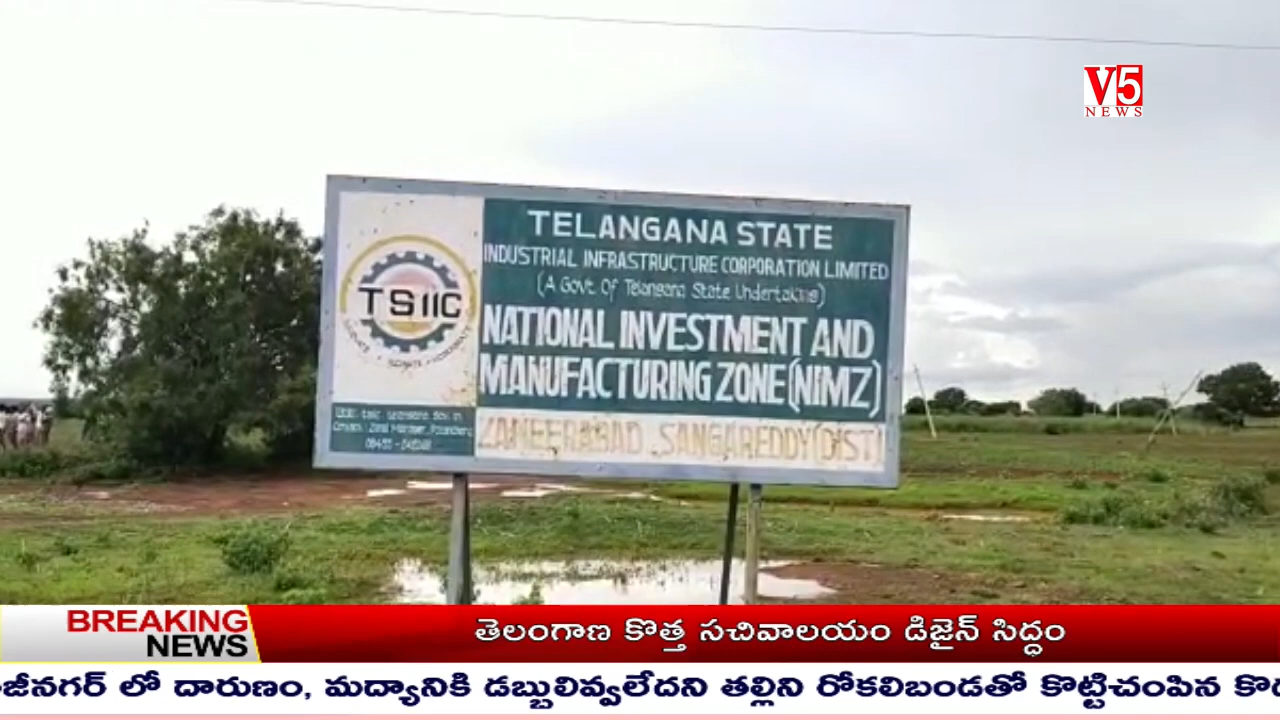 V5
NEWS
TELANGANA STATE
INDUSTRIAL INFRASTRUCTURE CORPORATION LIMITED
(A Govt. Of Telangana State Undertaking)
TSIIC
NATIONAL INVESTMENT AND
MANUFACTURING ZONE (NIMZ)
ZAHEERABAD, SANGAREDDY (DIST)
BREAKING
NEWS
తెలంగాణ కొత్త సచివాలయం డిజైన్ సిద్ధం
జీనగర్ లో దారుణం, మద్యానికి డబ్బులివ్వలేదని తల్లిని రోకలిబండతో కొట్టిచంపిన